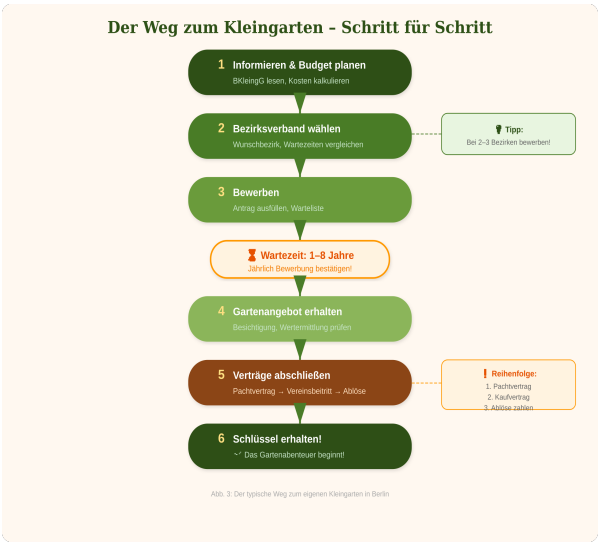 Der Weg zum Kleingarten – Schritt für Schritt
1 Informieren & Budget planen
BKleingG lesen, Kosten kalkulieren
2 Bezirksverband wählen
Wunschbezirk, Wartezeiten vergleichen
Tipp:
Bei 2–3 Bezirken bewerben!
3 Bewerben
Antrag ausfüllen, Warteliste
Wartezeit: 1–8 Jahre
Jährlich Bewerbung bestätigen!
4 Gartenangebot erhalten
Besichtigung, Wertermittlung prüfen
5 Verträge abschließen
Pachtvertrag → Vereinsbeitritt → Ablöse
Reihenfolge:
1. Pachtvertrag
2. Kaufvertrag
3. Ablöse zahlen
6 Schlüssel erhalten!
Das Gartenabenteuer beginnt!
Abb. 3: Der typische Weg zum eigenen Kleingarten in Berlin